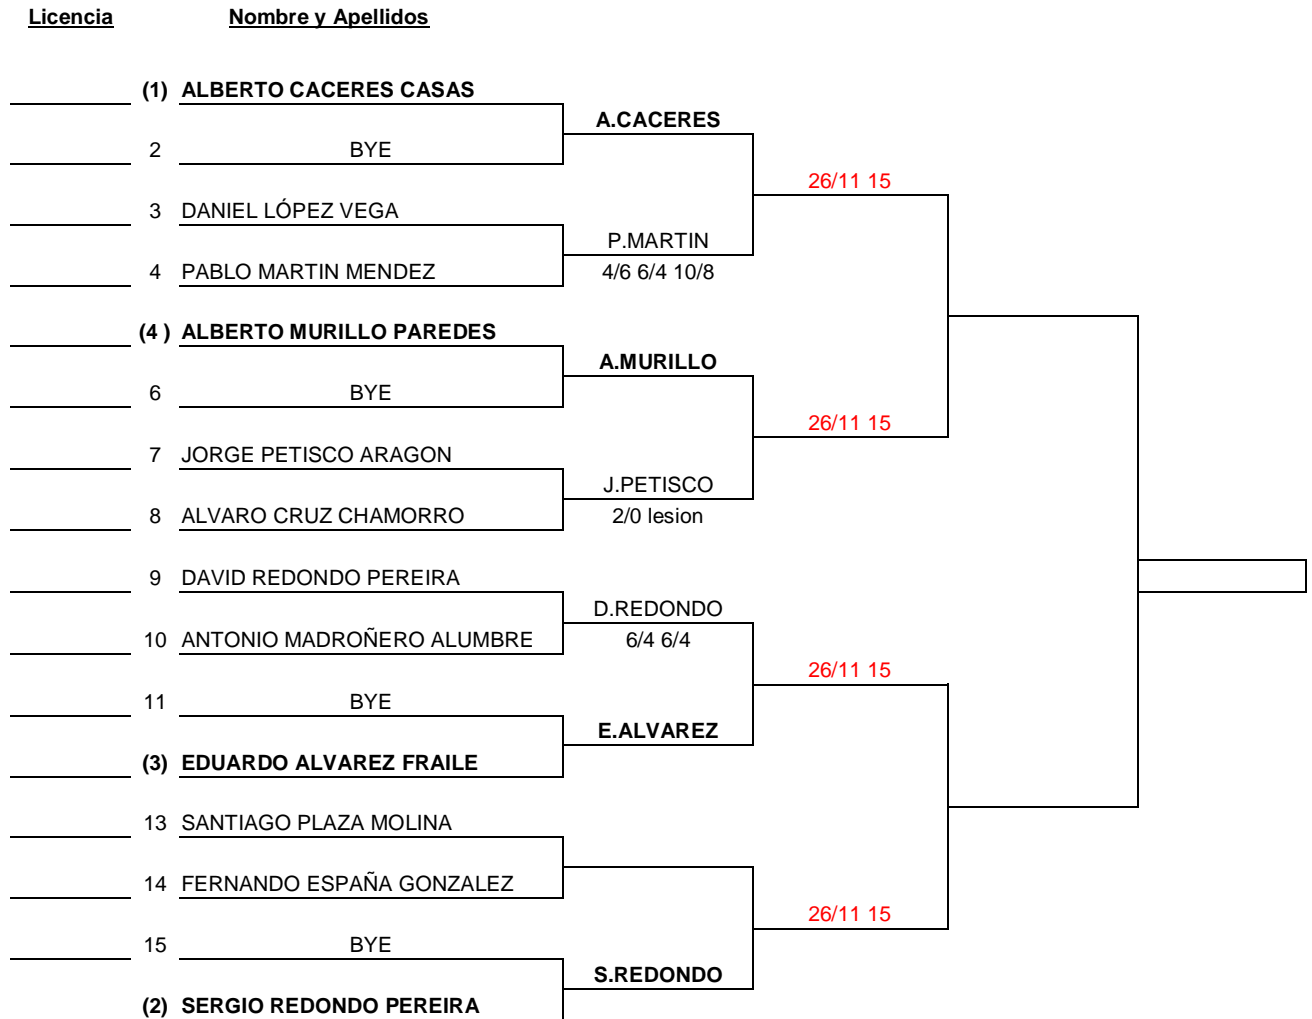 Licencia Nombre y Apellidos
(1) ALBERTO CACERES CASAS
A.CACERES
2 BYE
26/11 15
3 DANIEL LÓPEZ VEGA
P.MARTIN
4 PABLO MARTIN MENDEZ 4/6 6/4 10/8
(4 ) ALBERTO MURILLO PAREDES
A.MURILLO
6 BYE
26/11 15
7 JORGE PETISCO ARAGON
J.PETISCO
8 ALVARO CRUZ CHAMORRO 2/0 lesion
9 DAVID REDONDO PEREIRA
D.REDONDO
10 ANTONIO MADROÑERO ALUMBRE 6/4 6/4
26/11 15
11 BYE
E.ALVAREZ
(3) EDUARDO ALVAREZ FRAILE
13 SANTIAGO PLAZA MOLINA
14 FERNANDO ESPAÑA GONZALEZ
26/11 15
15 BYE
S.REDONDO
(2) SERGIO REDONDO PEREIRA